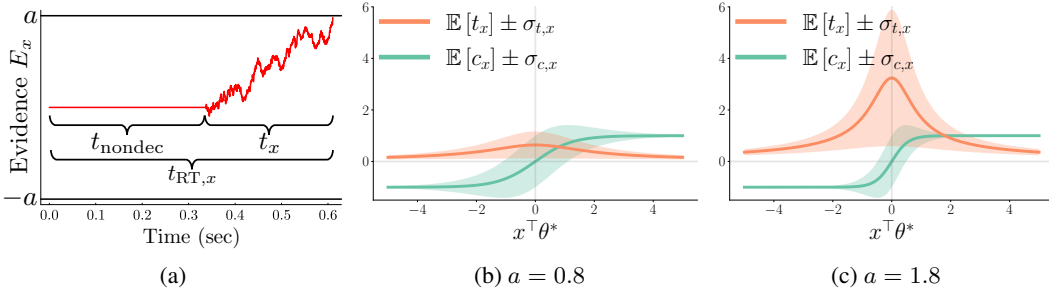 a
Evidence E_x
t_nondec
t_x
t_RT,x
−a
0.0 0.1 0.2 0.3 0.4 0.5 0.6
Time (sec)
(a)
6
4
2
0
𝔼 [t_x] ± σ_t,x
𝔼 [c_x] ± σ_c,x
−4 −2 0 2 4
x^⊤θ*
(b) a = 0.8
6
4
2
0
𝔼 [t_x] ± σ_t,x
𝔼 [c_x] ± σ_c,x
−4 −2 0 2 4
x^⊤θ*
(c) a = 1.8